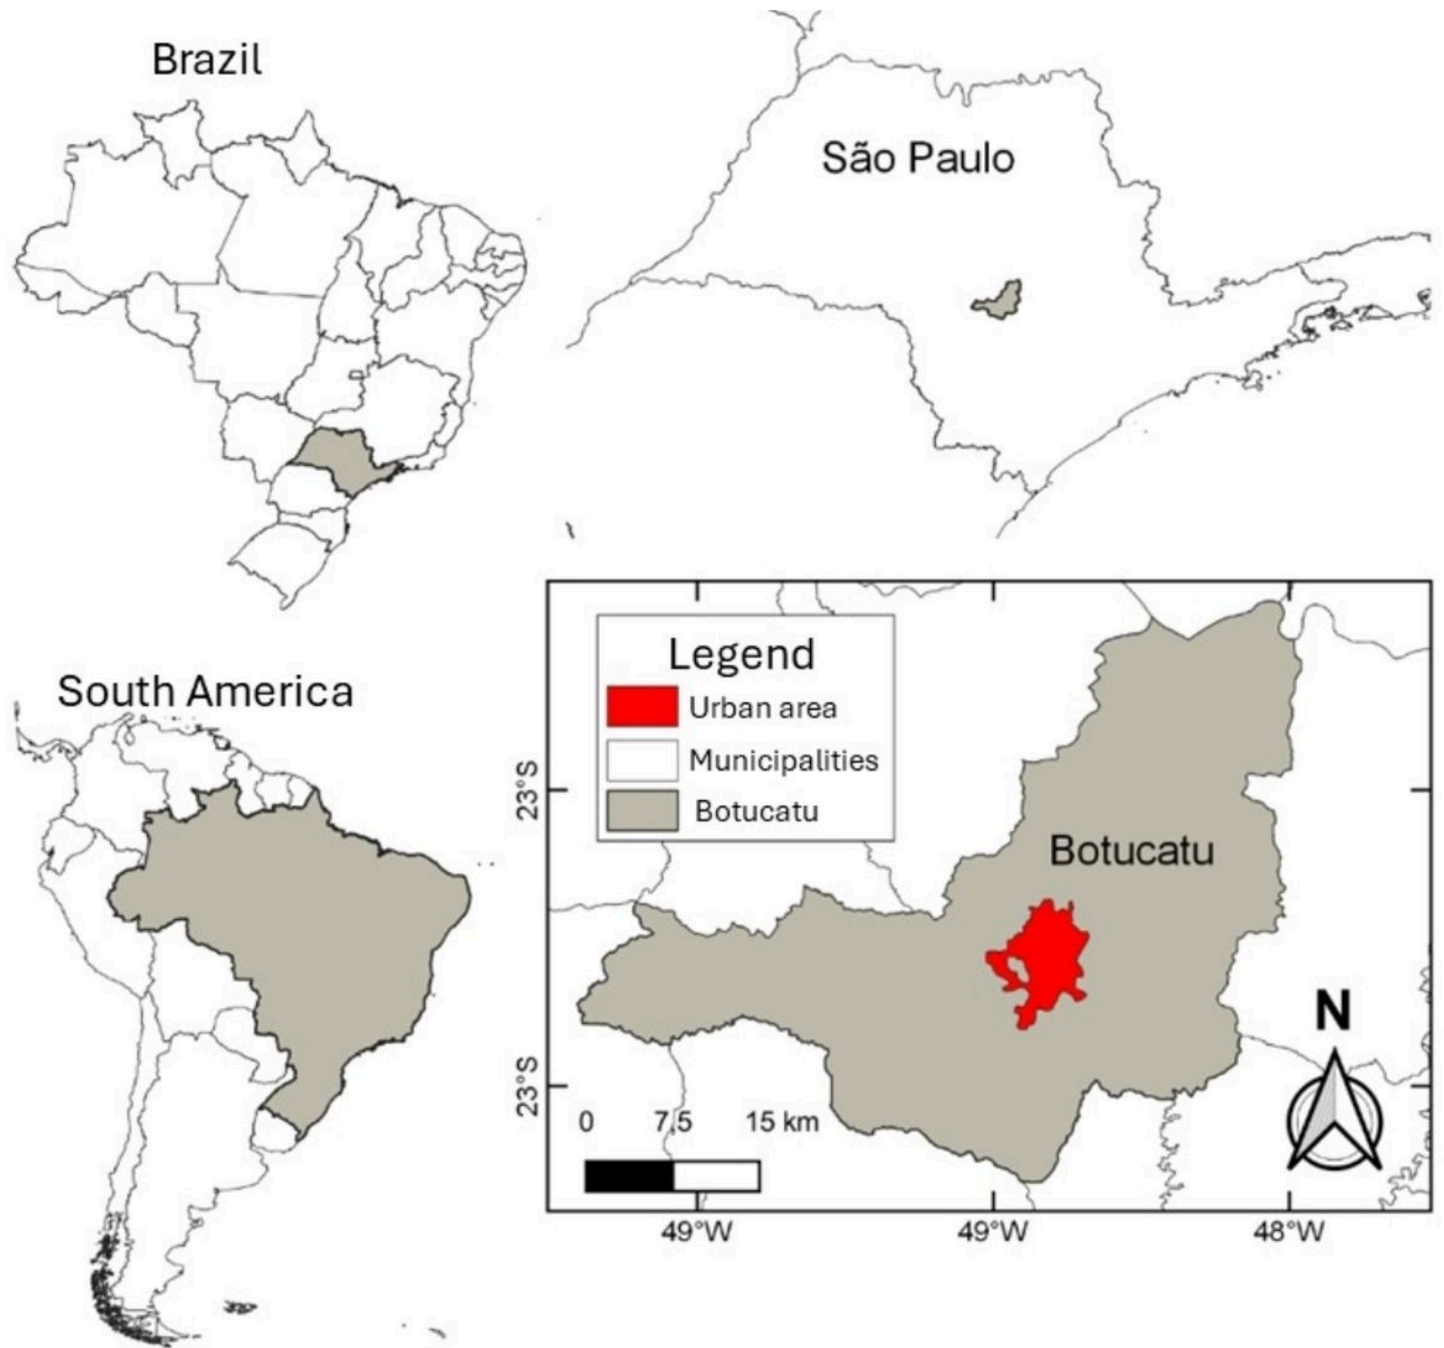 Brazil
São Paulo
South America
Legend
Urban area
Municipalities
Botucatu
Botucatu
N
23°S
23°S
0 7,5 15 km
49°W 49°W 48°W